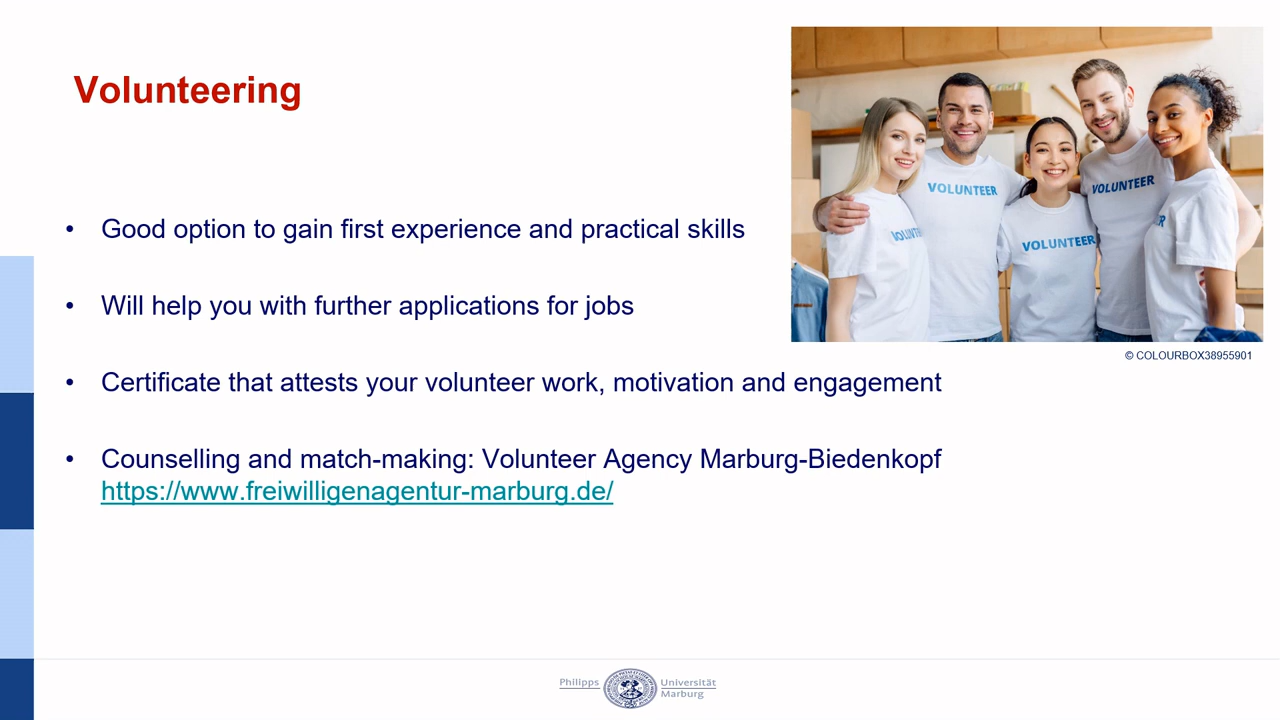 Volunteering
VOLUNTEER
VOLUNTEER
VOLUNTEER
VOLUNTEER
• Good option to gain first experience and practical skills
• Will help you with further applications for jobs
© COLOURBOX38955901
• Certificate that attests your volunteer work, motivation and engagement
• Counselling and match-making: Volunteer Agency Marburg-Biedenkopf
https://www.freiwilligenagentur-marburg.de/
Philipps
Universität
Marburg